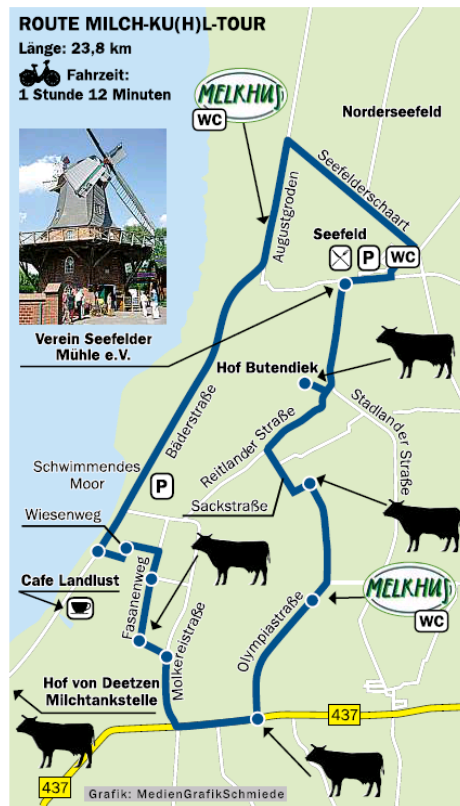 ROUTE MILCH-KU(H)L-TOUR
Länge: 23,8 km
Fahrzeit:
1 Stunde 12 Minuten
MELKHUS
WC
Norderseefeld
Seefelderschaart
Augustgroden
Seefeld
P
WC
Verein Seefelder
Mühle e.V.
Hof Butendiek
Bäderstraße
Reitlander Straße
Stadlander
Straße
Schwimmendes
Moor
P
Sackstraße
Wiesenweg
Cafe Landlust
Fasanenweg
Molkereistraße
Olympiastraße
MELKHUS
WC
Hof von Deetzen
Milchtankstelle
437
437
Grafik: MedienGrafikSchmiede